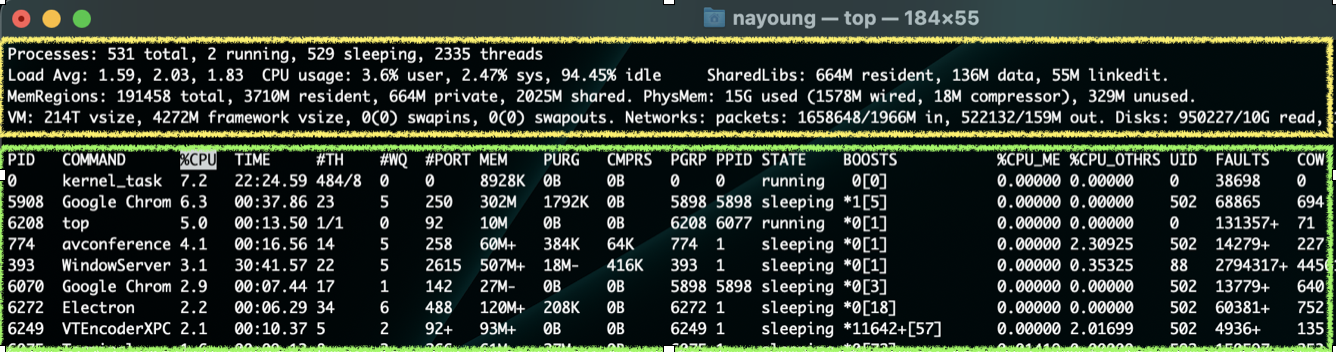 nayoung — top — 184×55
Processes: 531 total, 2 running, 529 sleeping, 2335 threads
Load Avg: 1.59, 2.03, 1.83  CPU usage: 3.6% user, 2.47% sys, 94.45% idle     SharedLibs: 664M resident, 136M data, 55M linkedit.
MemRegions: 191458 total, 3710M resident, 664M private, 2025M shared. PhysMem: 15G used (1578M wired, 18M compressor), 329M unused.
VM: 214T vsize, 4272M framework vsize, 0(0) swapins, 0(0) swapouts. Networks: packets: 1658648/1966M in, 522132/159M out. Disks: 950227/10G read,
PID COMMAND %CPU TIME #TH #WQ #PORT MEM PURG CMPRS PGRP PPID STATE BOOSTS %CPU_ME %CPU_OTHRS UID FAULTS COW
0 kernel_task 7.2 22:24.59 484/8 0 0 8928K 0B 0B 0 0 running 0[0] 0.00000 0.00000 0 38698 0
5908 Google Chrom 6.3 00:37.86 23 5 250 302M 1792K 0B 5898 5898 sleeping *1[5] 0.00000 0.00000 502 68865 694
6208 top 5.0 00:13.50 1/1 0 92 10M 0B 0B 6208 6077 running *0[1] 0.00000 0.00000 0 131357+ 71
774 avconference 4.1 00:16.56 14 5 258 60M+ 384K 64K 774 1 sleeping *0[1] 0.00000 2.30925 502 14279+ 227
393 WindowServer 3.1 30:41.57 22 5 2615 507M+ 18M- 416K 393 1 sleeping *0[1] 0.00000 0.35325 88 2794317+ 445
6070 Google Chrom 2.9 00:07.44 17 1 142 27M- 0B 0B 5898 5898 sleeping *0[3] 0.00000 0.00000 502 13779+ 640
6272 Electron 2.2 00:06.29 34 6 488 120M+ 208K 0B 6272 1 sleeping *0[18] 0.00000 0.00000 502 60381+ 752
6249 VTEncoderXPC 2.1 00:10.37 5 2 92+ 93M+ 0B 0B 6249 1 sleeping *11642+[57] 0.00000 2.01699 502 4936+ 135